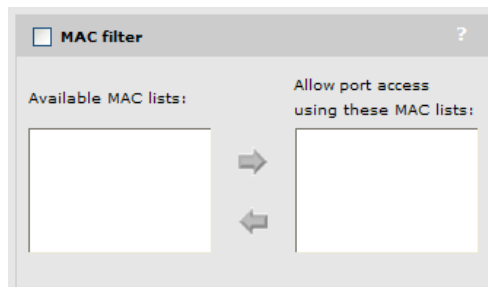 MAC filter
?
Available MAC lists:
Allow port access
using these MAC lists: